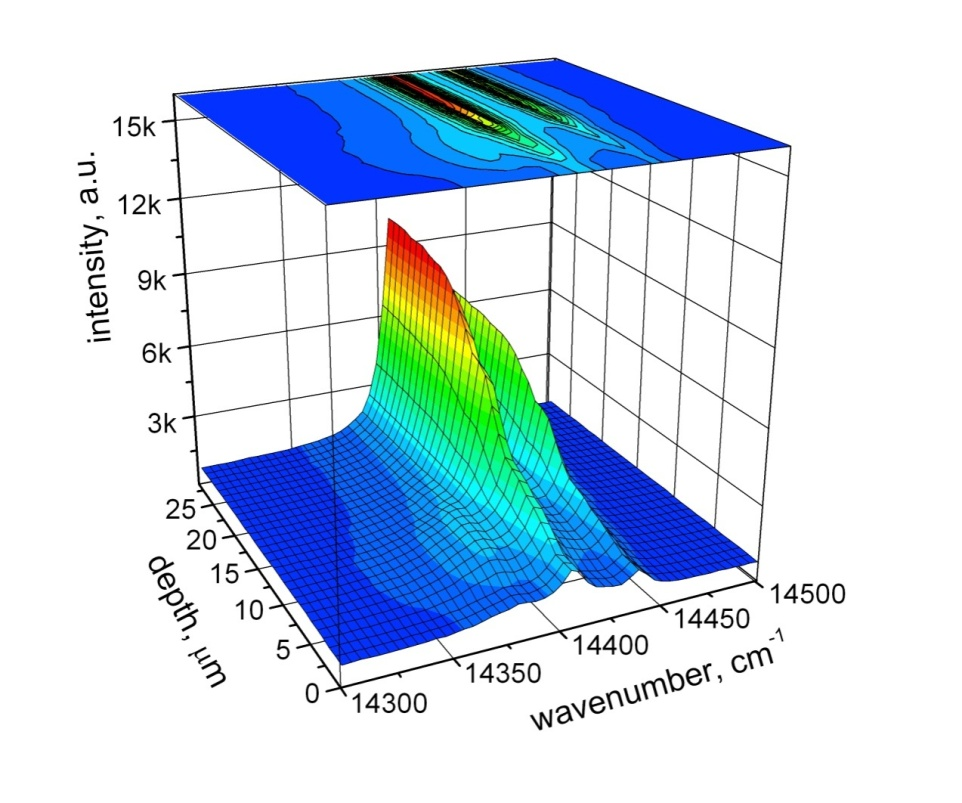 15k
12k
9k
6k
3k
intensity, a.u.
25
20
15
10
5
0
depth, μm
14300
14350
14400
14450
14500
wavenumber, cm⁻¹